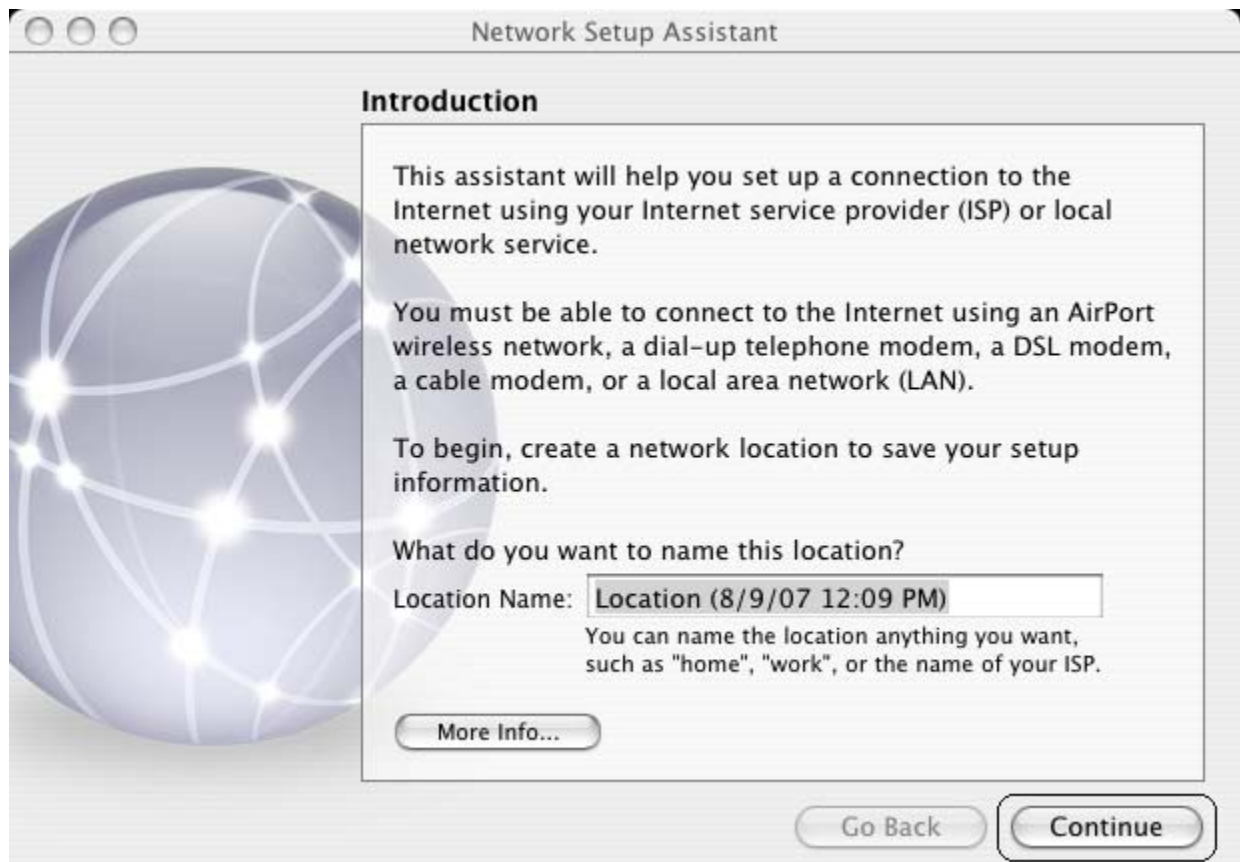 Network Setup Assistant
Introduction
This assistant will help you set up a connection to the
Internet using your Internet service provider (ISP) or local
network service.
You must be able to connect to the Internet using an AirPort
wireless network, a dial-up telephone modem, a DSL modem,
a cable modem, or a local area network (LAN).
To begin, create a network location to save your setup
information.
What do you want to name this location?
Location Name: Location (8/9/07 12:09 PM)
You can name the location anything you want,
such as "home", "work", or the name of your ISP.
More Info...
Go Back Continue